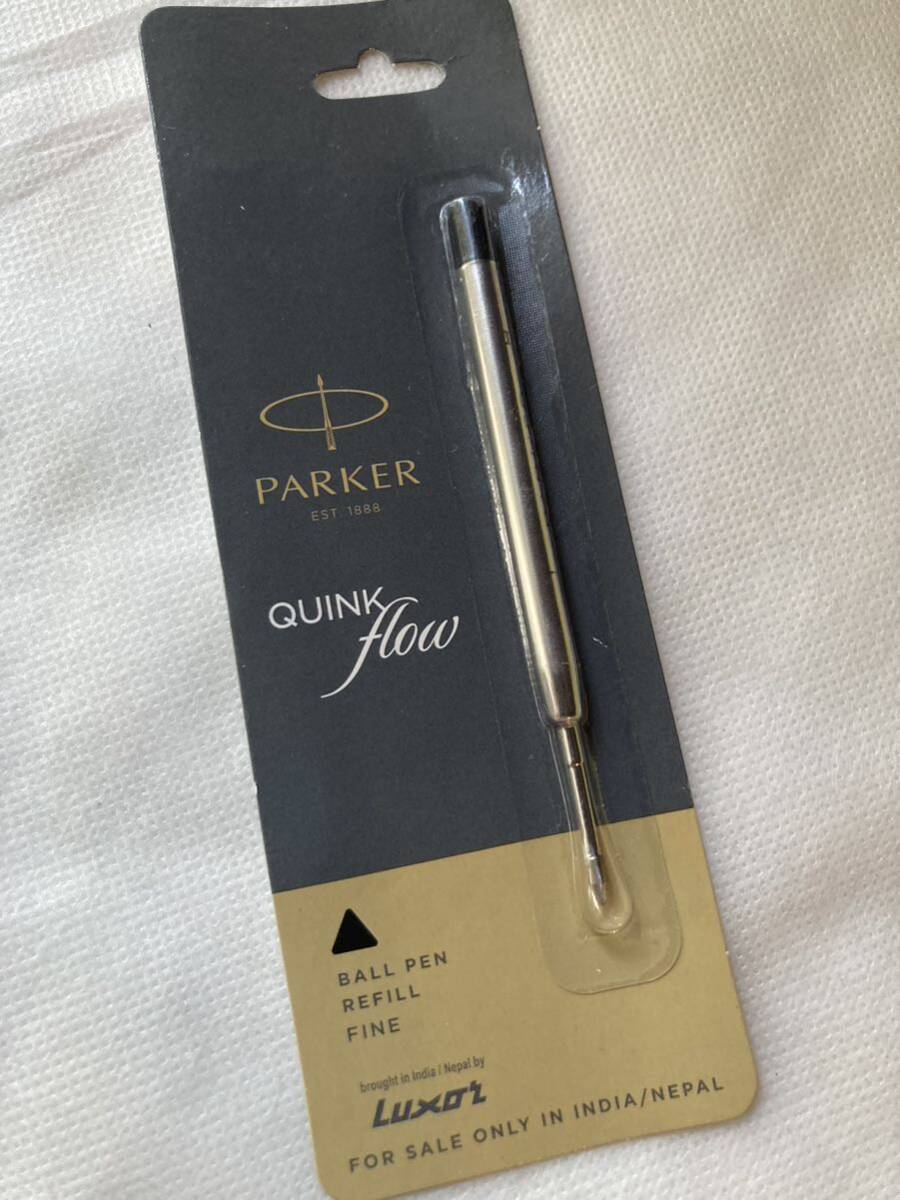 PARKER
EST. 1888
QUINK
flow
BALL PEN
REFILL
FINE
brought in India / Nepal by
Luxor
FOR SALE ONLY IN INDIA/NEPAL